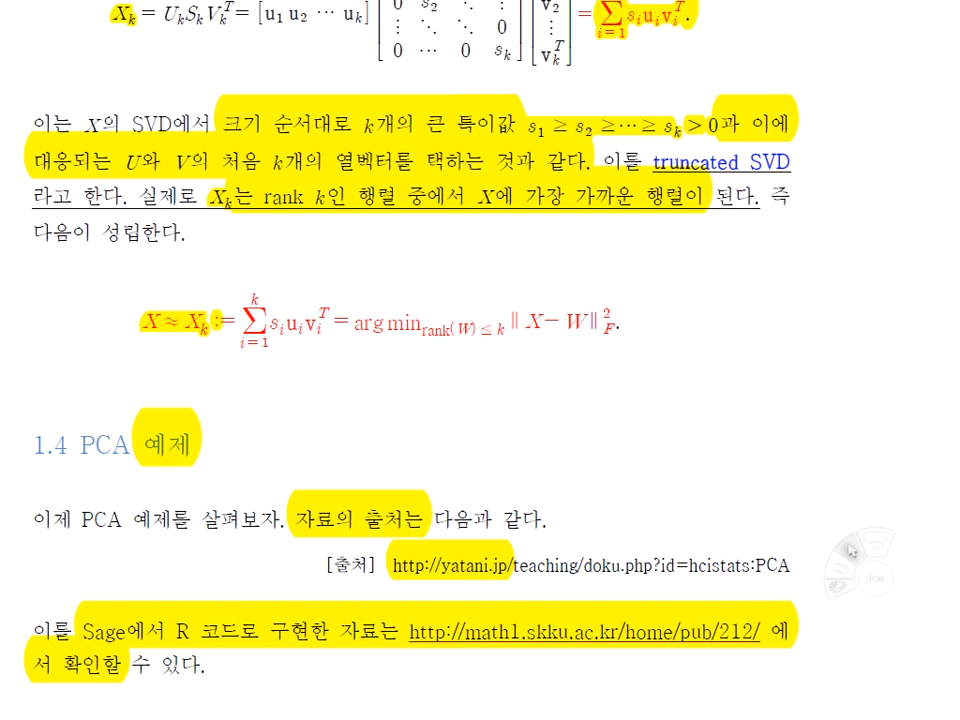 X_k = U_k S_k V_k^T = [u_1 u_2 ⋯ u_k] [0 s_2 ⋱ ⋮ ; ⋮ ⋱ ⋱ 0 ; 0 ⋯ 0 s_k] [v_2^T ; ⋮ ; v_k^T] = ∑_{i=1} s_i u_i v_i^T.
이는 X의 SVD에서 크기 순서대로 k개의 큰 특이값 s_1 ≥ s_2 ≥ ⋯ ≥ s_k > 0과 이에
대응되는 U와 V의 처음 k개의 열벡터를 택하는 것과 같다. 이를 truncated SVD
라고 한다. 실제로 X_k는 rank k인 행렬 중에서 X에 가장 가까운 행렬이 된다. 즉
다음이 성립한다.
X ≈ X_k := ∑_{i=1}^{k} s_i u_i v_i^T = arg min_{rank(W) ≤ k} ‖ X − W ‖_F^2.
1.4 PCA 예제
이제 PCA 예제를 살펴보자. 자료의 출처는 다음과 같다.
[출처] http://yatani.jp/teaching/doku.php?id=hcistats:PCA
이를 Sage에서 R 코드로 구현한 자료는 http://math1.skku.ac.kr/home/pub/212/ 에
서 확인할 수 있다.